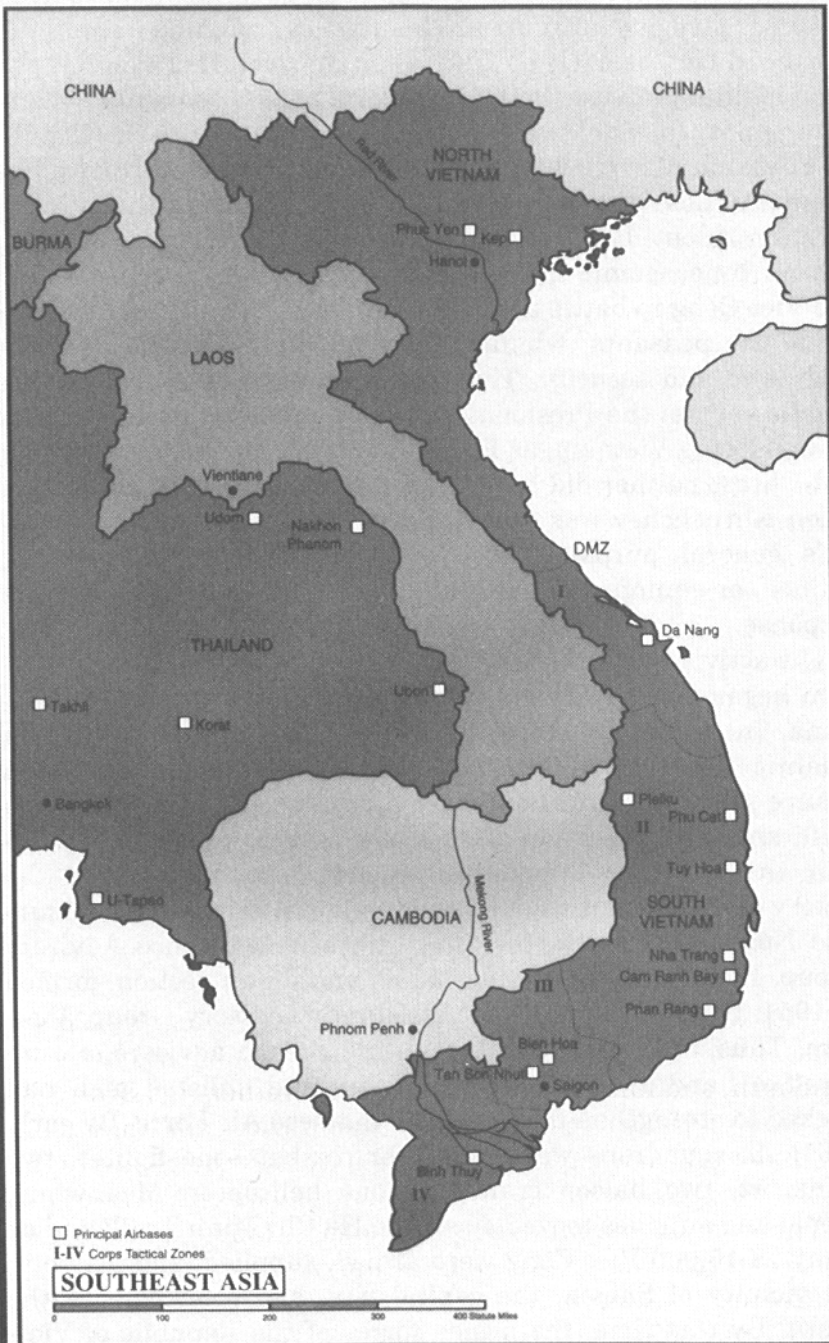 CHINA
CHINA
Red River
NORTH
VIETNAM
BURMA
Phuc Yen
Kep
Hanoi
LAOS
Vientiane
Udorn
Nakhon
Phanom
DMZ
I
Da Nang
THAILAND
Ubon
Takhli
Korat
Bangkok
Pleiku
II
Phu Cat
Tuy Hoa
U-Tapao
CAMBODIA
Mekong River
SOUTH
VIETNAM
Nha Trang
III
Cam Ranh Bay
Phan Rang
Phnom Penh
Bien Hoa
Tan Son Nhut
Saigon
Binh Thuy
IV
Principal Airbases
I-IV Corps Tactical Zones
SOUTHEAST ASIA
0 100 200 300 400 Statute Miles